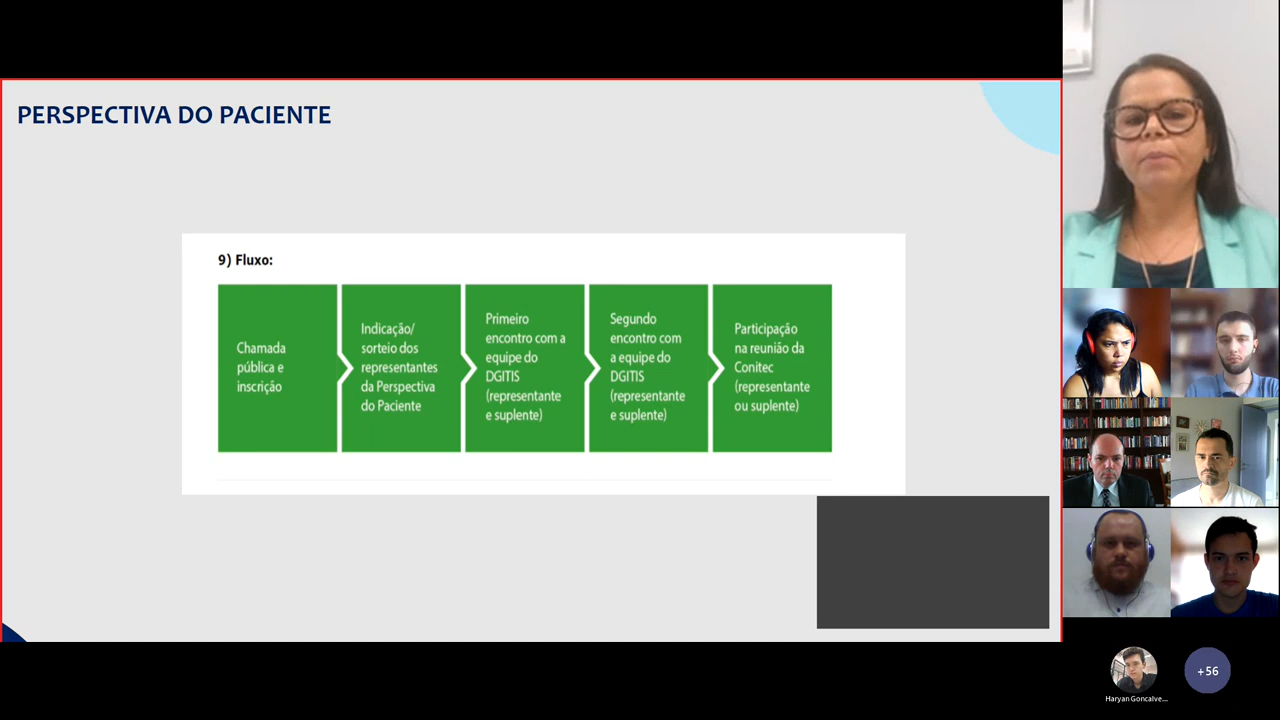 PERSPECTIVA DO PACIENTE
9) Fluxo:
Chamada
pública e
inscrição
Indicação/
sorteio dos
representantes
da Perspectiva
do Paciente
Primeiro
encontro com a
equipe do
DGITIS
(representante
e suplente)
Segundo
encontro com
a equipe do
DGITIS
(representante
e suplente)
Participação
na reunião da
Conitec
(representante
ou suplente)
Haryan Goncalve...
+56